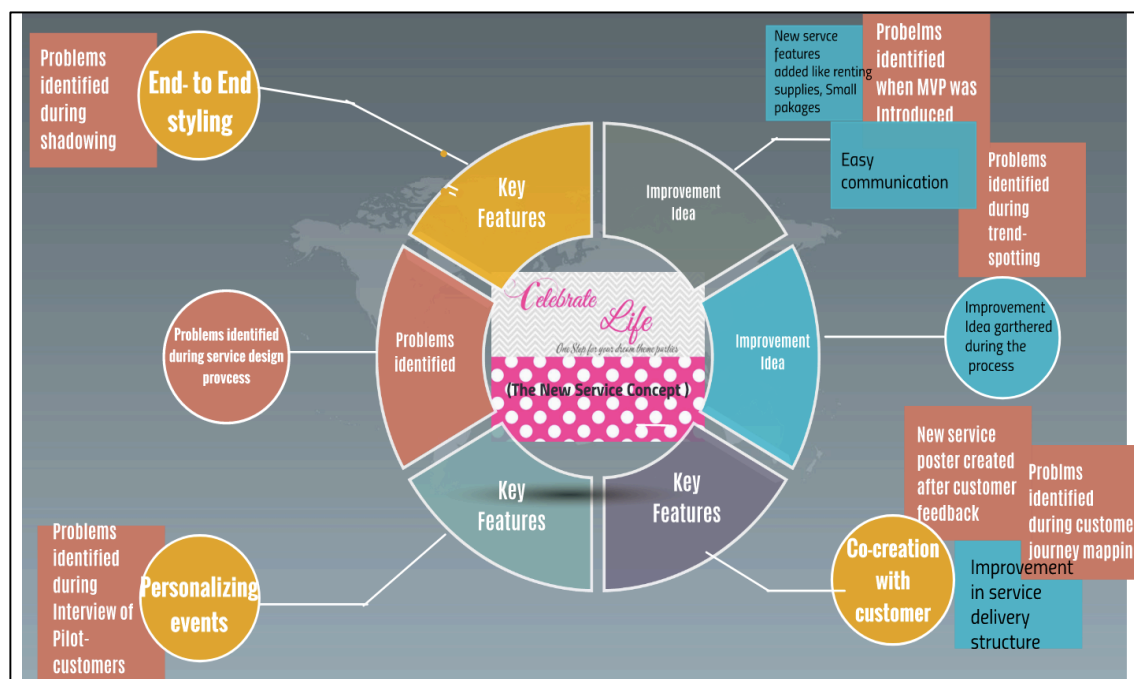 Problems
identified
during
shadowing
End- to End
styling
New servce
features
added like renting
supplies, Small
pakages
Probelms
identified
when MVP was
Introduced
Easy
communication
Problems
identified
during
trend-
spotting
Key
Features
Improvement
Idea
Problems identified
during service design
provcess
Problems
identified
Celebrate
Life
One Stop for your dream theme parties
(The New Service Concept )
Improvement
Idea
Improvement
Idea garthered
during the
process
Key
Features
Key
Features
New service
poster created
after customer
feedback
Problms
identified
during custome
journey mappin
Problems
identified
during
Interview of
Pilot-
customers
Personalizing
events
Co-creation
with
customer
Improvement
in service
delivery
structure